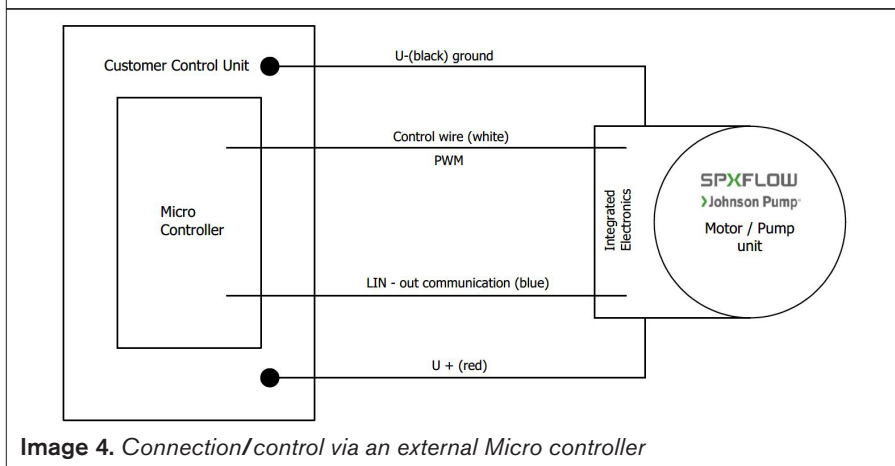 U-(black) ground
Customer Control Unit
Control wire (white)
PWM
Micro
Controller
Integrated
Electronics
SPXFLOW
Johnson Pump®
Motor / Pump
unit
LIN - out communication (blue)
U + (red)
Image 4. Connection/control via an external Micro controller